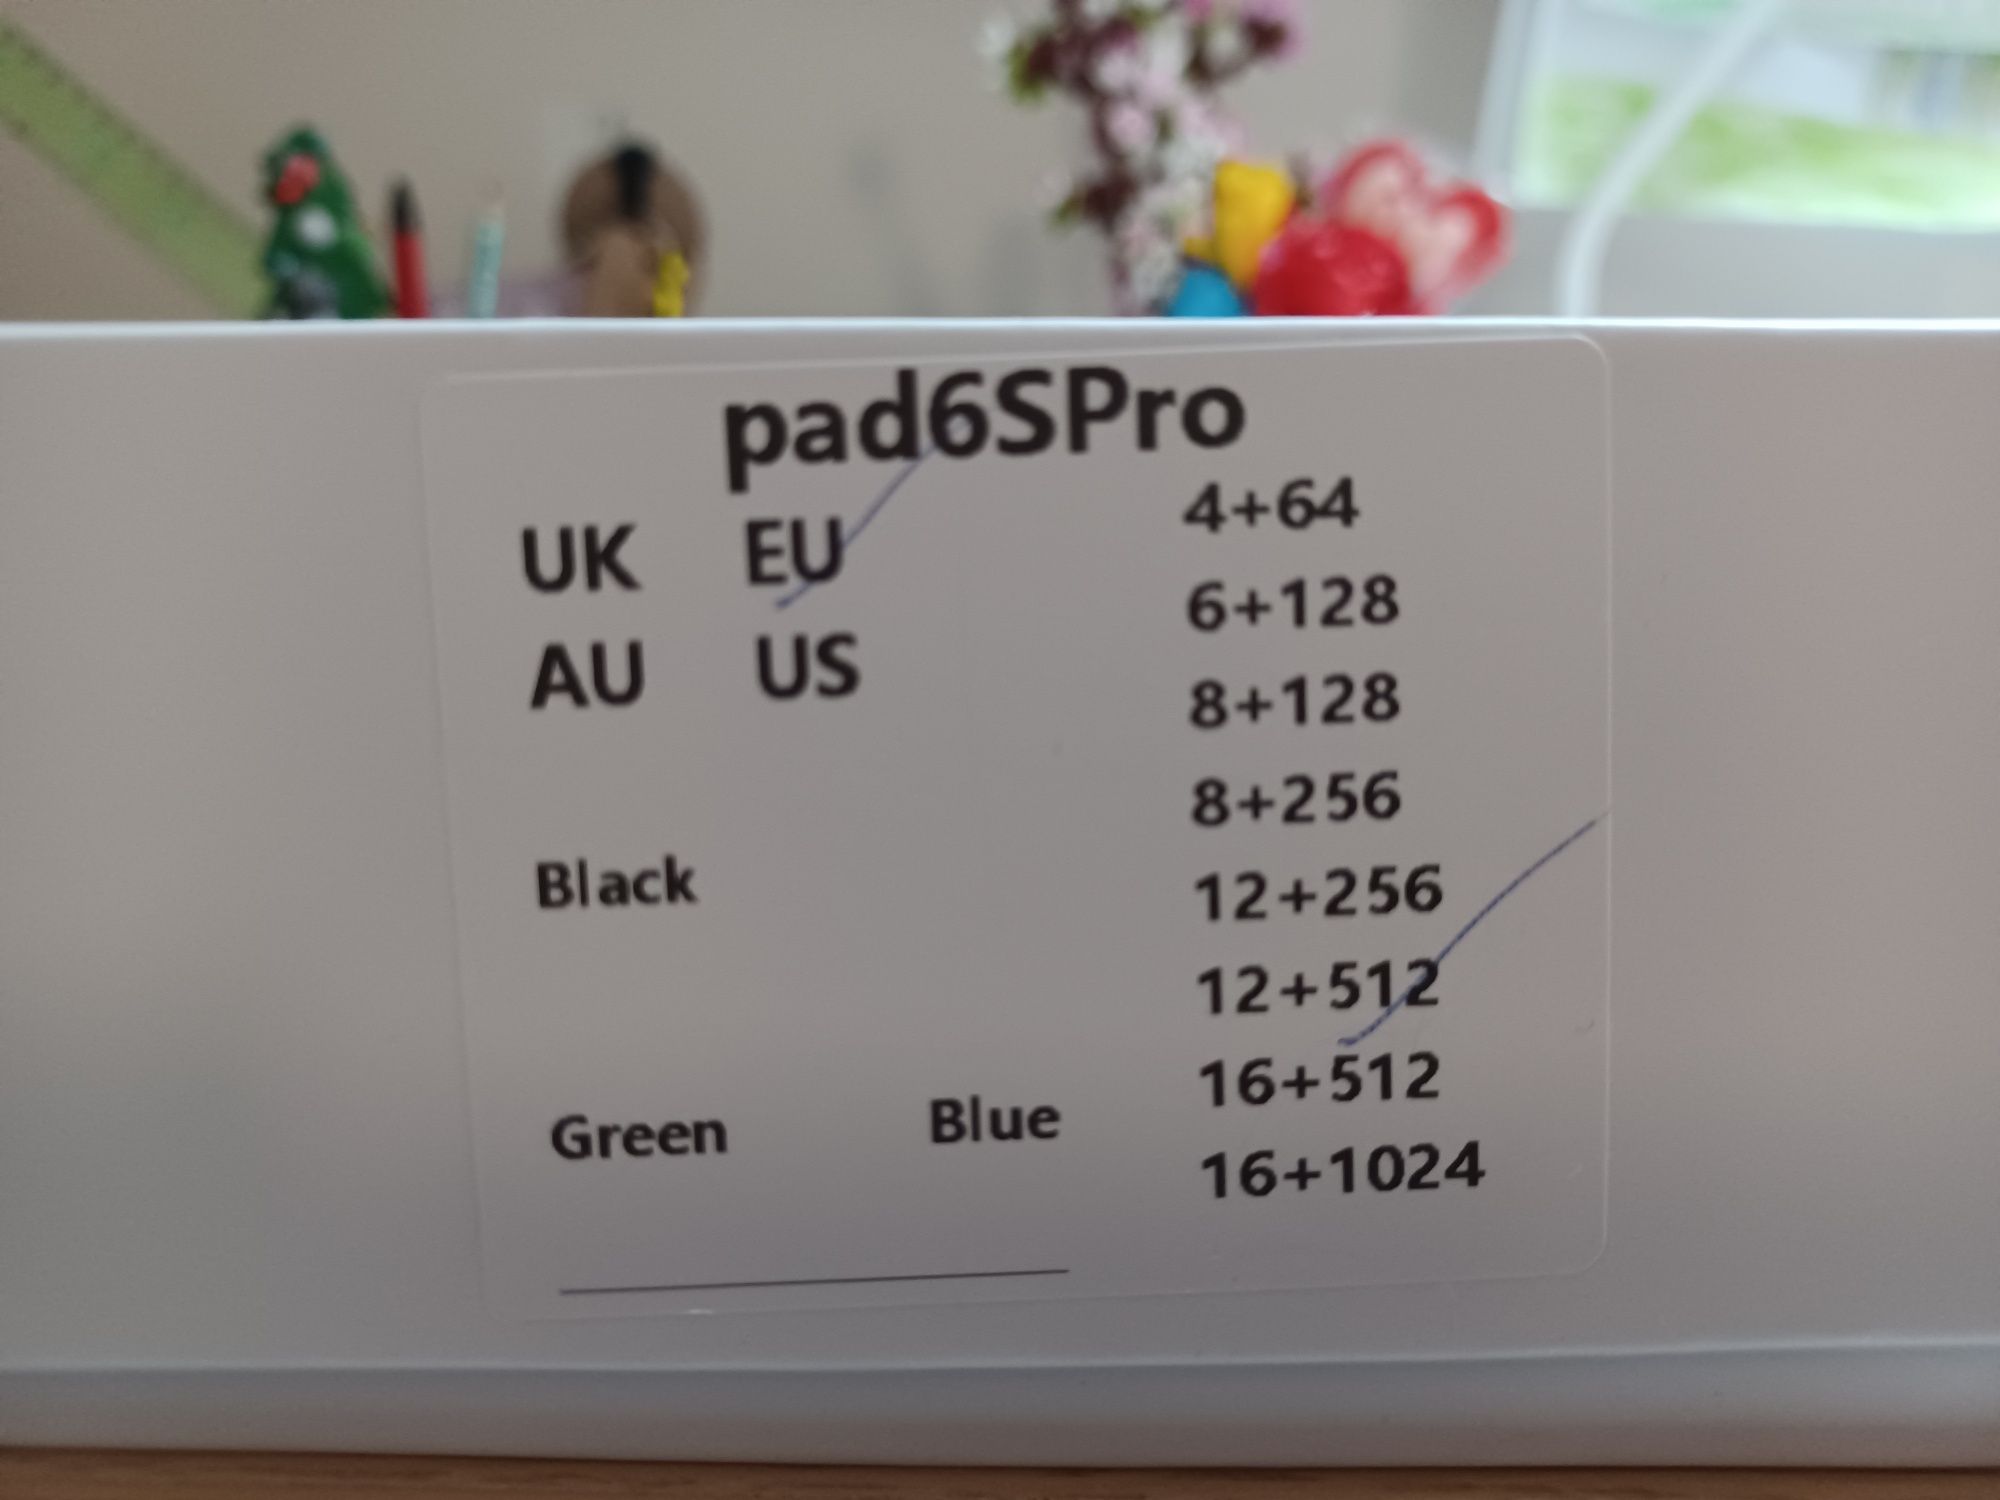 pad6SPro
UK EU
AU US
Black
Green Blue
4+64
6+128
8+128
8+256
12+256
12+512
16+512
16+1024